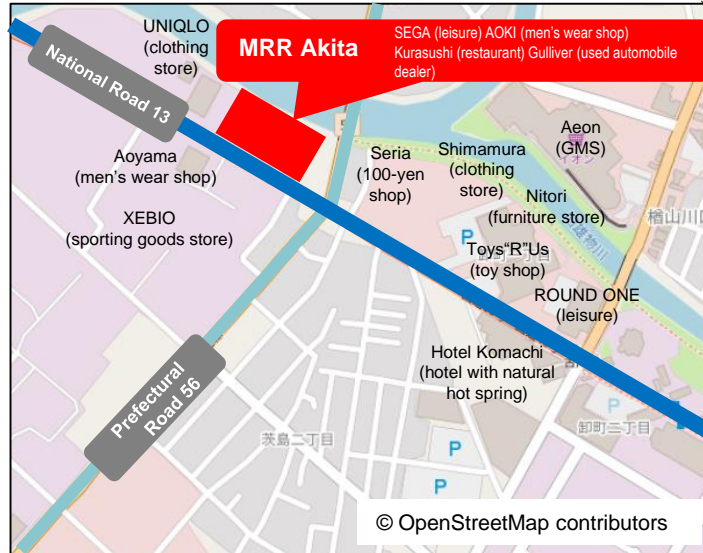 UNIQLO
(clothing
store)
MRR Akita
SEGA (leisure) AOKI (men's wear shop)
Kurasushi (restaurant) Gulliver (used automobile
dealer)
National Road 13
Aoyama
(men's wear shop)
XEBIO
(sporting goods store)
Seria
(100-yen
shop)
Shimamura
(clothing
store)
Aeon
(GMS)
イオン
Nitori
(furniture store)
P
Toys"R"Us
(toy shop)
ROUND ONE
(leisure)
Hotel Komachi
(hotel with natural
hot spring)
Prefectural
Road 56
茨島二丁目
卸町二丁目
P
P
P
P
© OpenStreetMap contributors